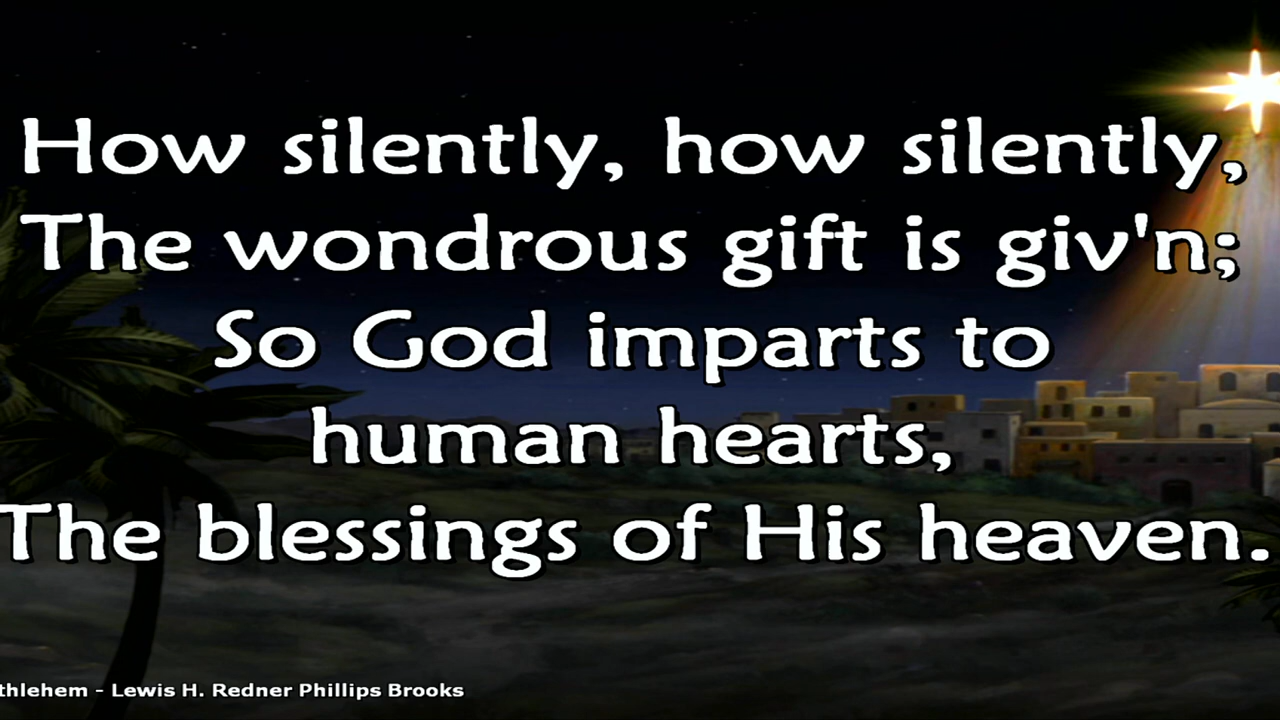 How silently, how silently,
The wondrous gift is giv'n;
So God imparts to
human hearts,
The blessings of His heaven.
thlehem - Lewis H. Redner Phillips Brooks